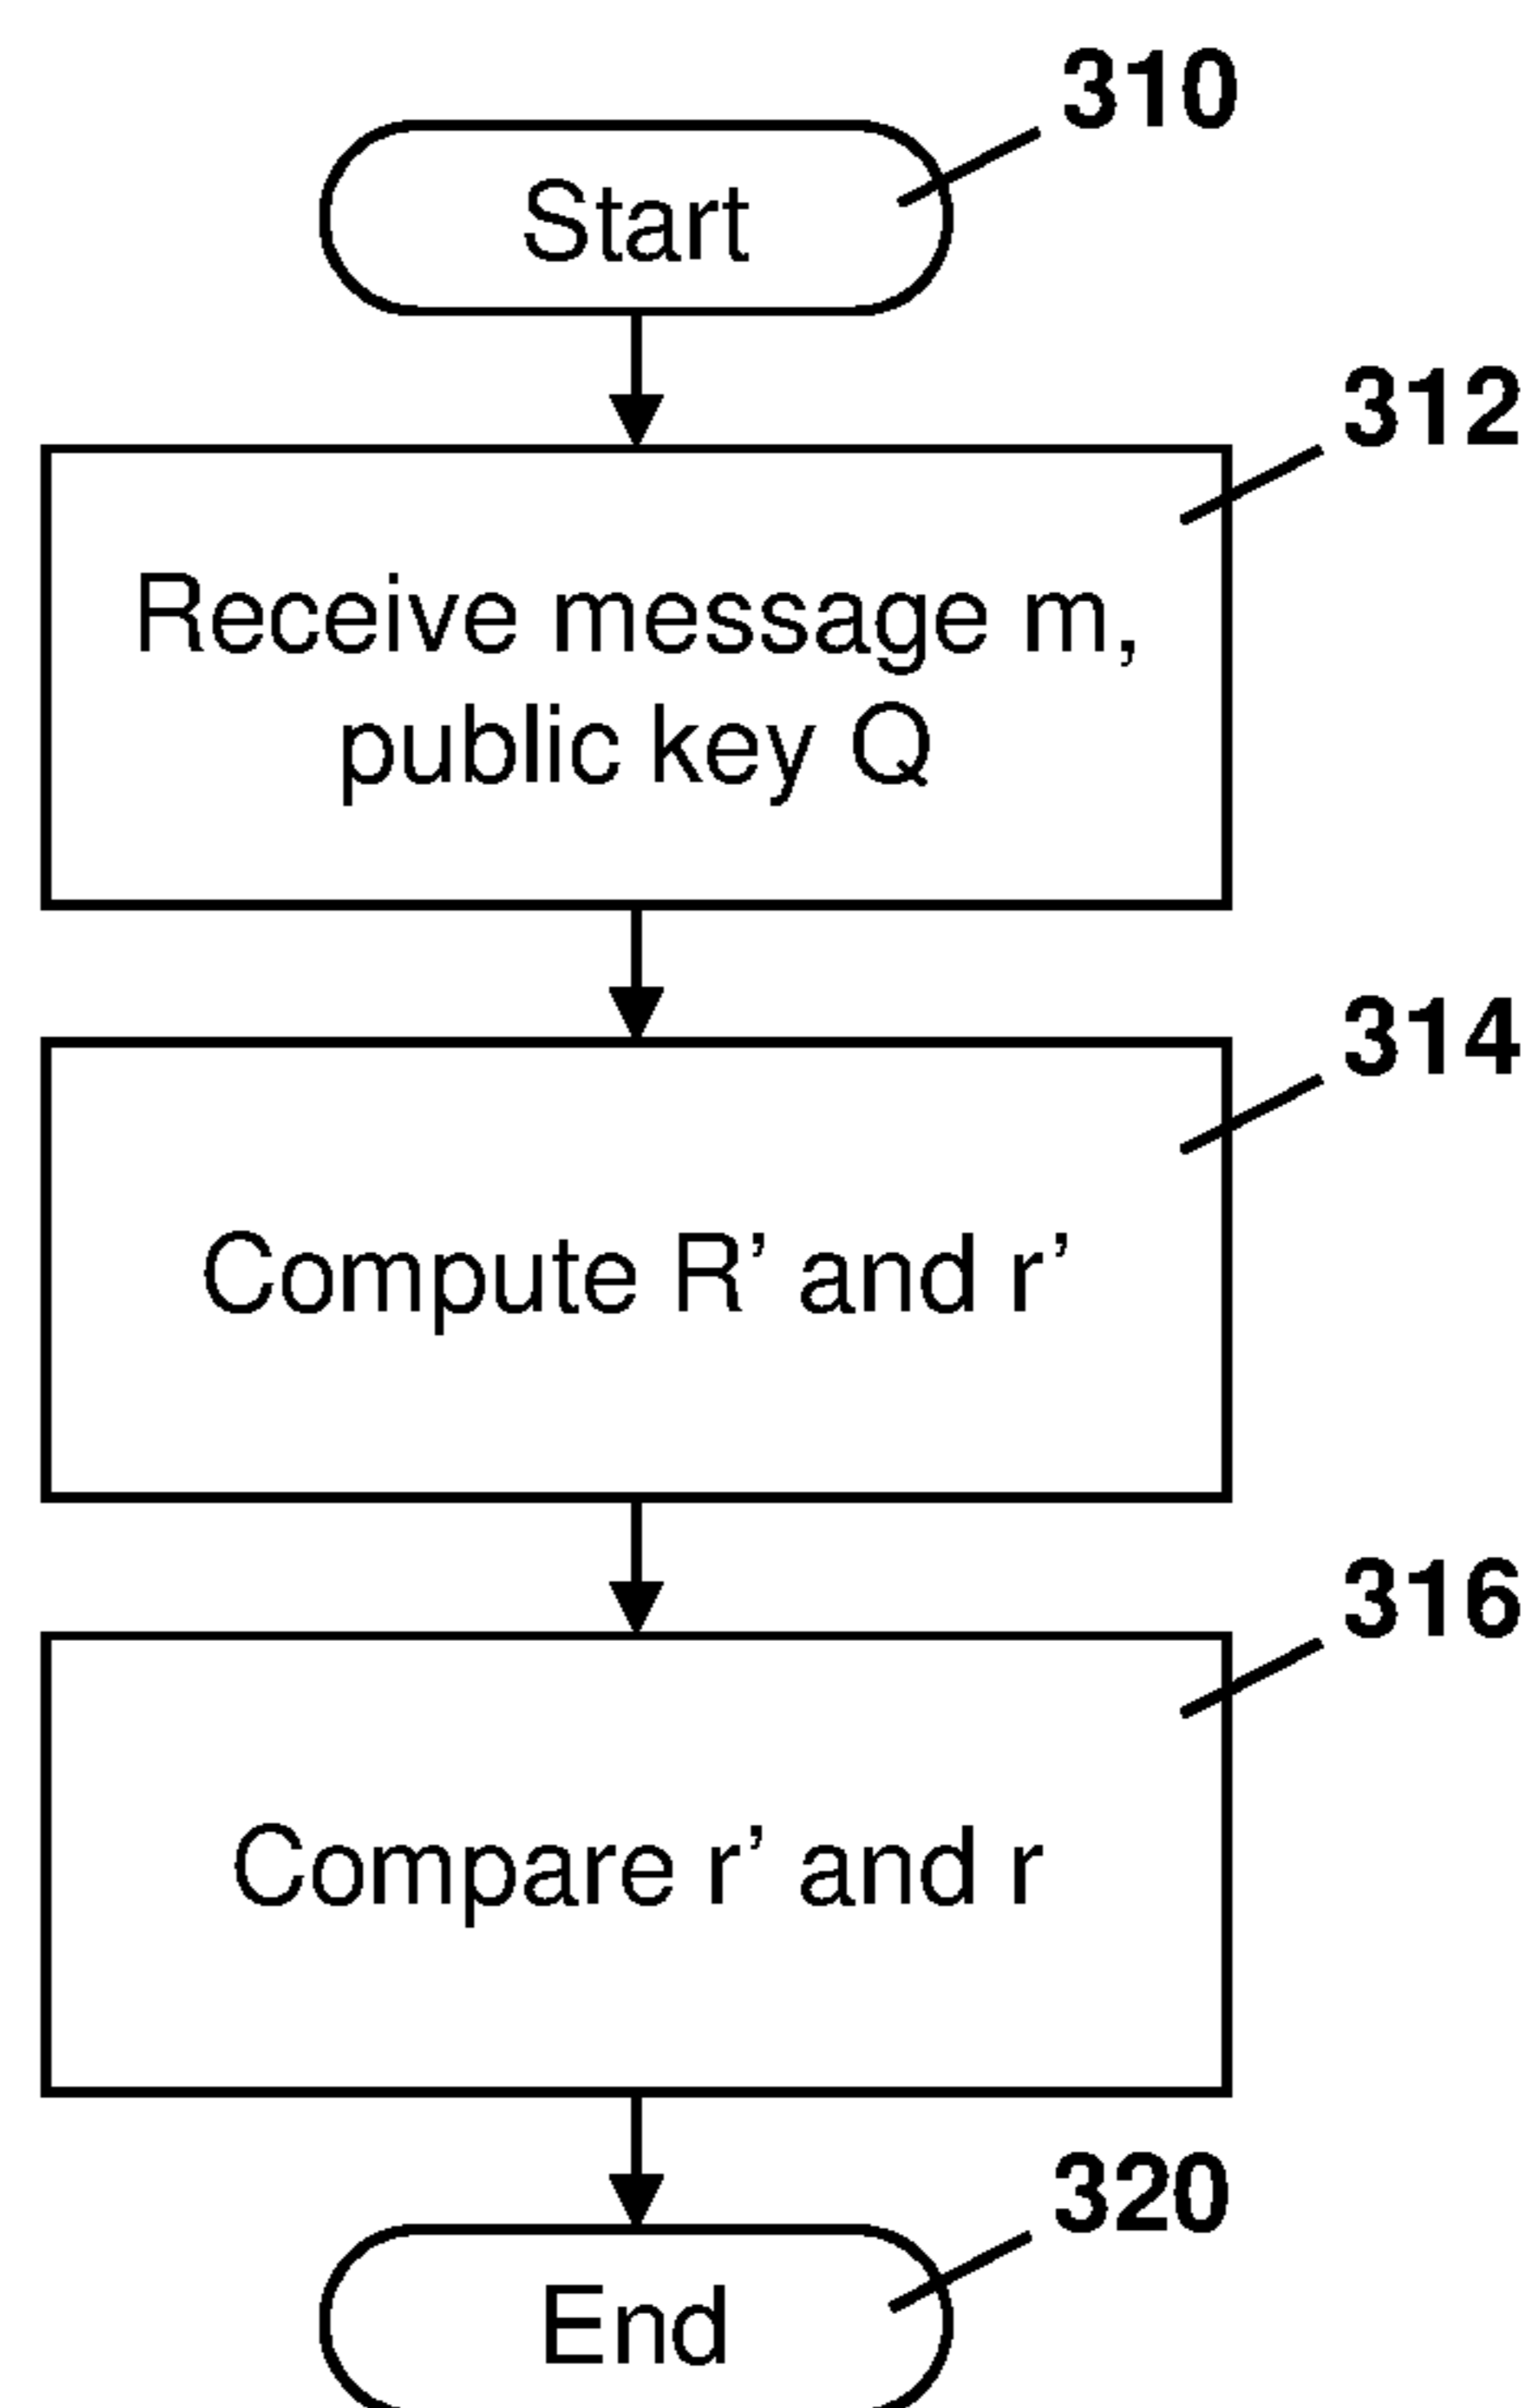 310
Start
312
Receive message m,
public key Q
314
Compute R’ and r’
316
Compare r’ and r
320
End